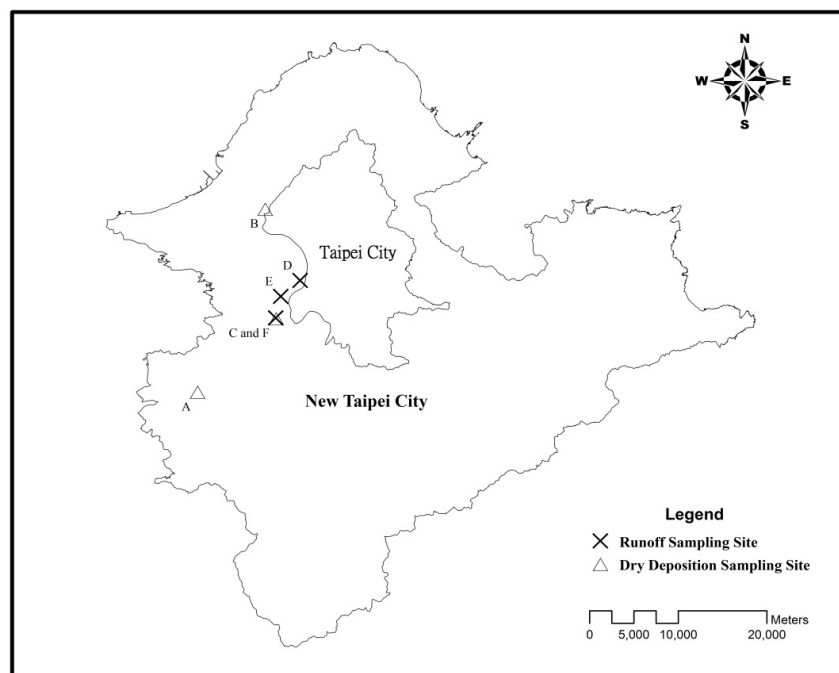 N
W E
S
B
Taipei City
D
E
C and F
A
New Taipei City
Legend
Runoff Sampling Site
Dry Deposition Sampling Site
Meters
0 5,000 10,000 20,000